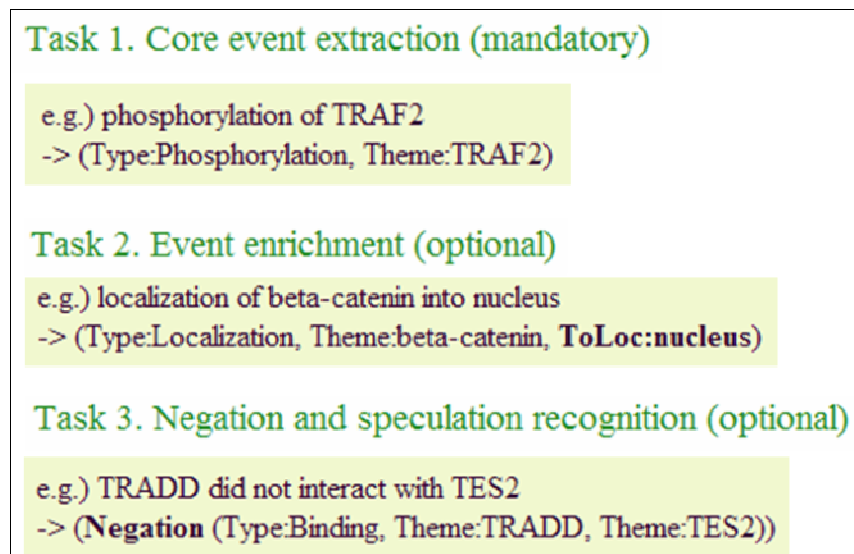 Task 1. Core event extraction (mandatory)
e.g.) phosphorylation of TRAF2
-> (Type:Phosphorylation, Theme:TRAF2)
Task 2. Event enrichment (optional)
e.g.) localization of beta-catenin into nucleus
-> (Type:Localization, Theme:beta-catenin, ToLoc:nucleus)
Task 3. Negation and speculation recognition (optional)
e.g.) TRADD did not interact with TES2
-> (Negation (Type:Binding, Theme:TRADD, Theme:TES2))